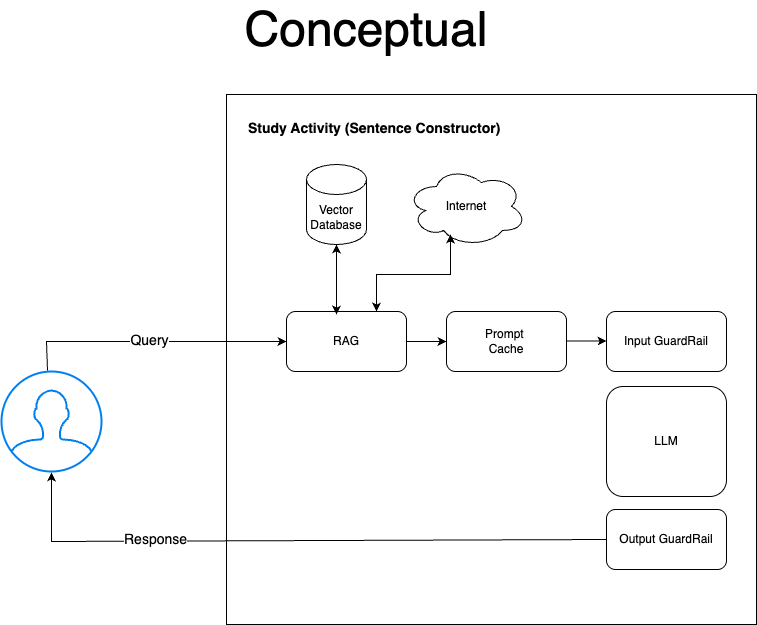 Conceptual
Study Activity (Sentence Constructor)
Vector
Database
Internet
Query
RAG
Prompt
Cache
Input GuardRail
LLM
Response
Output GuardRail